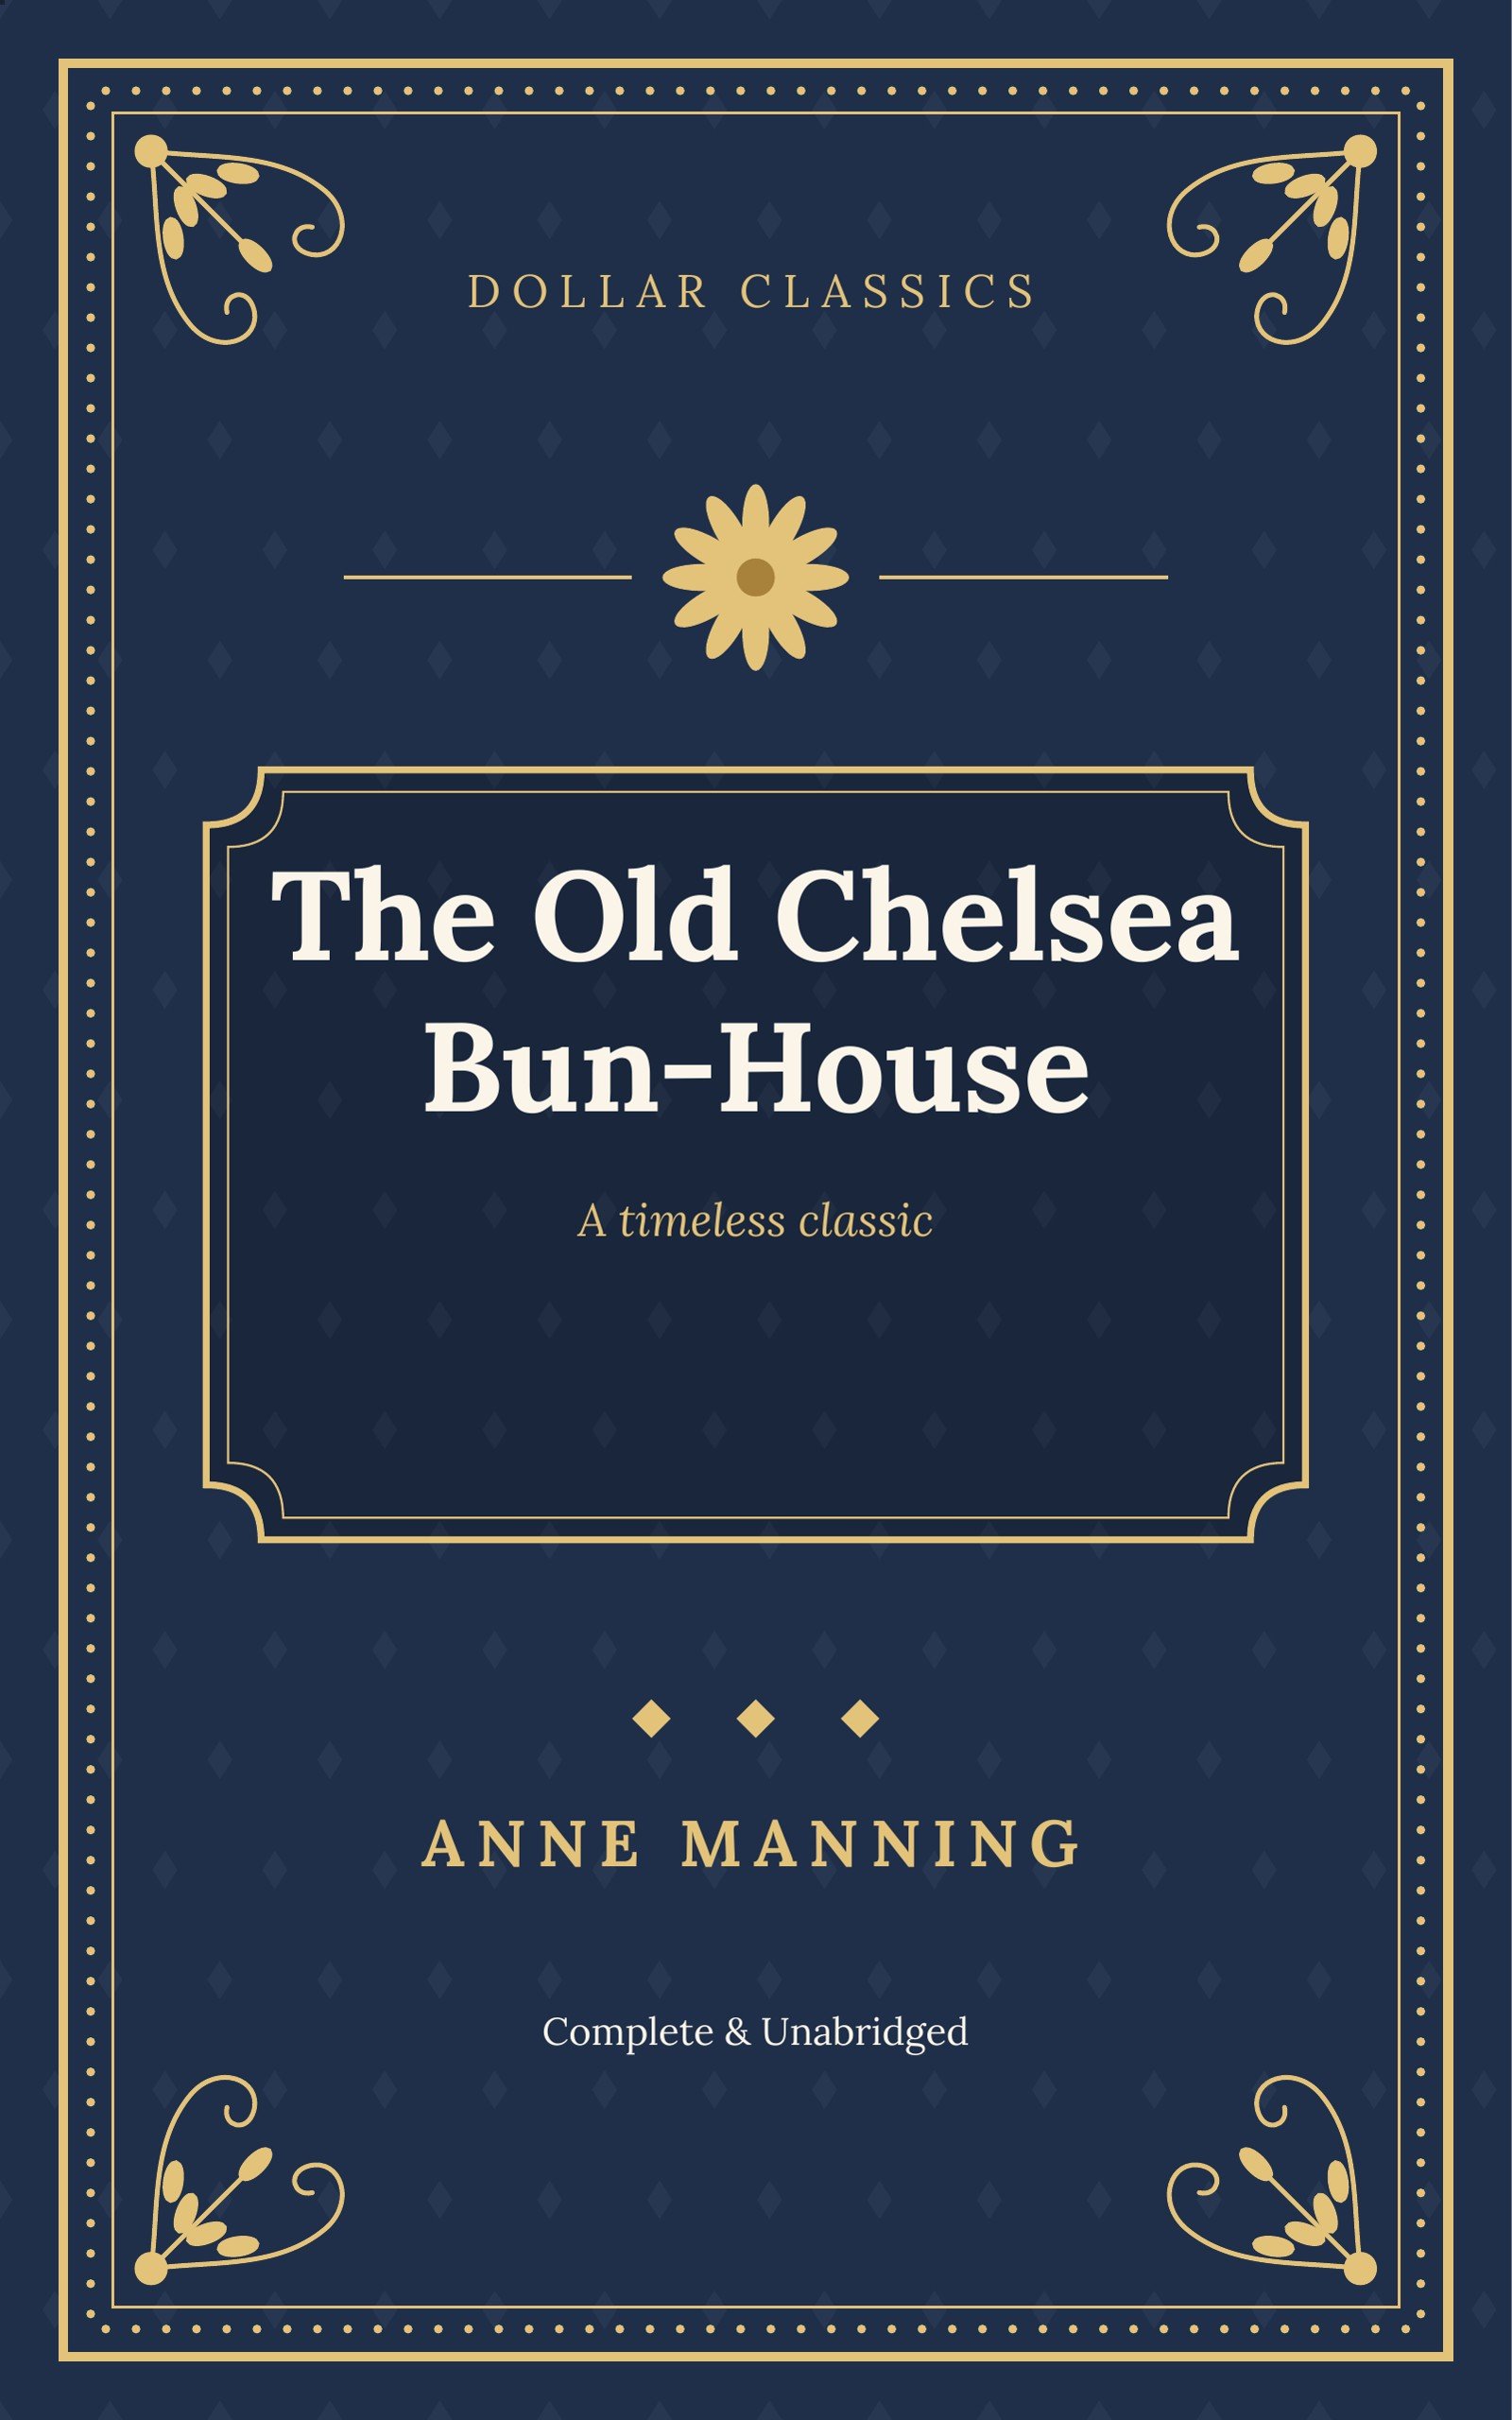 DOLLAR CLASSICS
The Old Chelsea
Bun-House
A timeless classic
ANNE MANNING
Complete & Unabridged